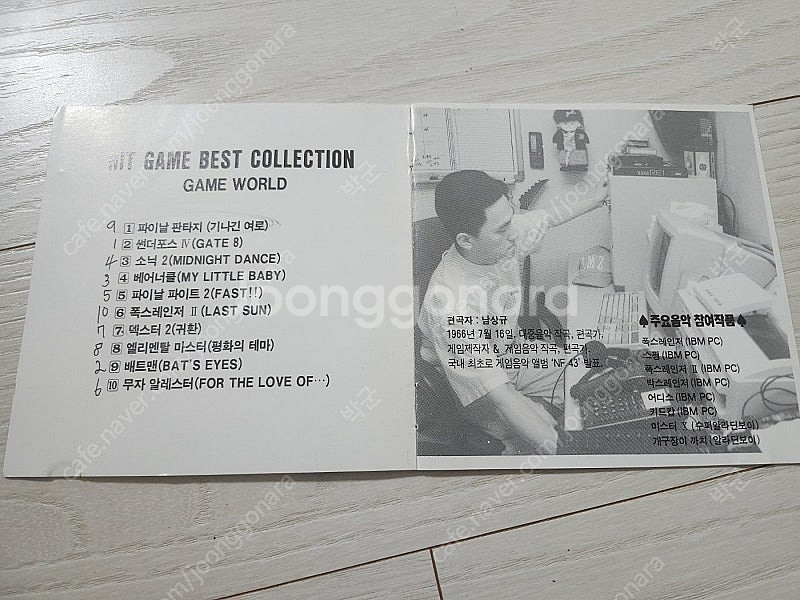 HIT GAME BEST COLLECTION
GAME WORLD
9 1 파이날 판타지 (기나긴 여로)
1 2 썬더포스 Ⅳ (GATE 8)
4 3 소닉 2(MIDNIGHT DANCE)
3 4 베어너클(MY LITTLE BABY)
5 5 파이날 파이트 2(FAST!!)
10 6 폭스레인저 Ⅱ (LAST SUN)
7 7 덱스터 2(귀환)
8 8 엘리멘탈 마스터(평화의 테마)
2 9 배트맨(BAT'S EYES)
6 10 무자 알레스터(FOR THE LOVE OF…)
편곡자 : 남상규
1966년 7월 16일. 대중음악 작곡, 편곡가.
게임제작자 & 게임음악 작곡, 편곡가.
국내 최초로 게임음악 앨범 'NF 43' 발표.
♠주요음악 참여작품♠
폭스레인저 (IBM PC)
스핑 (IBM PC)
폭스레인저 Ⅱ (IBM PC)
박스레인저 (IBM PC)
어디스 (IBM PC)
키드캅 (IBM PC)
미스터 (수퍼알라딘보이)
개구장이 까치 (알라딘보이)
joonggonara
cafe.naver.com/joonggonara
박군